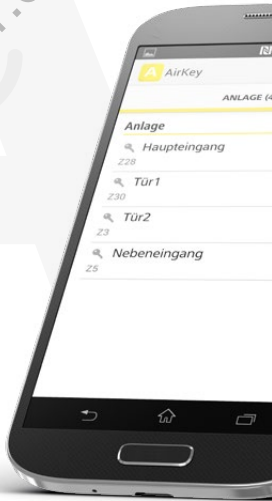 A AirKey
ANLAGE (4
Anlage
Haupteingang
Z28
Tür1
Z30
Tür2
Z3
Nebeneingang
Z5